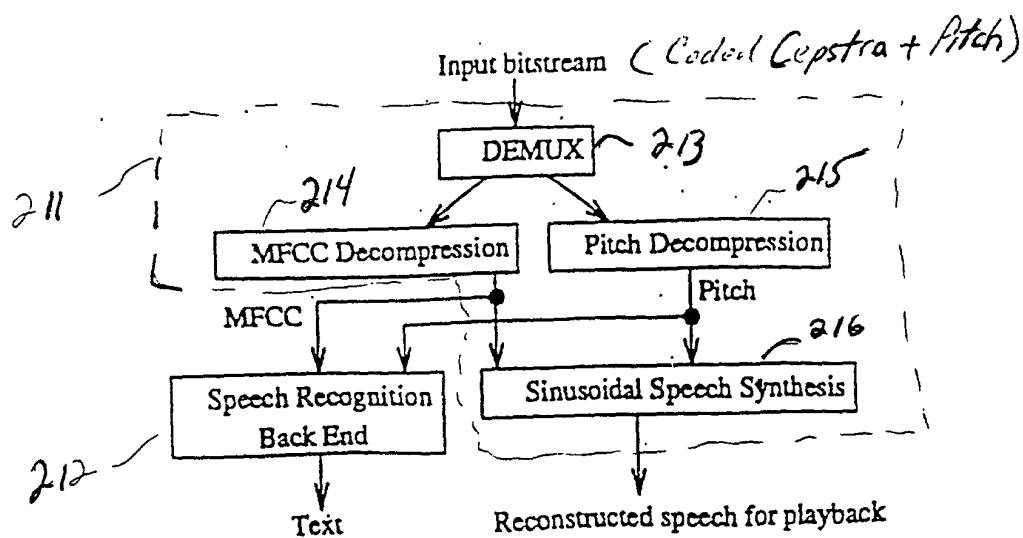 Input bitstream (Coded Cepstra + Pitch)
DEMUX
213
211
214
215
MFCC Decompression
Pitch Decompression
MFCC
Pitch
216
Speech Recognition
Back End
Sinusoidal Speech Synthesis
212
Text
Reconstructed speech for playback